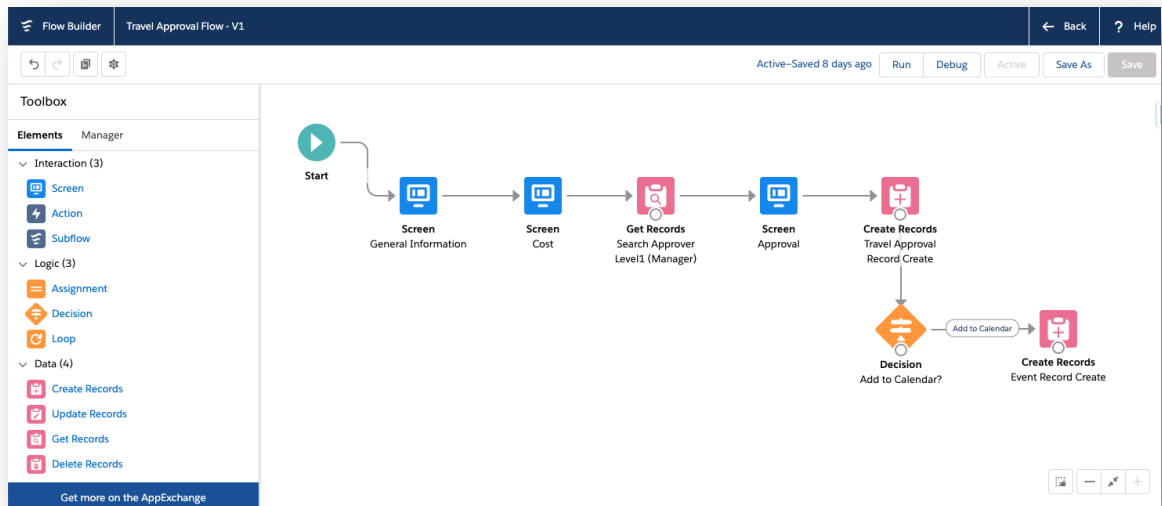 Flow Builder
Travel Approval Flow - V1
Back
? Help
Active–Saved 8 days ago
Run
Debug
Active
Save As
Save
Toolbox
Elements
Manager
Interaction (3)
Screen
Action
Subflow
Logic (3)
Assignment
Decision
Loop
Data (4)
Create Records
Update Records
Get Records
Delete Records
Get more on the AppExchange
Start
Screen
General Information
Screen
Cost
Get Records
Search Approver
Level1 (Manager)
Screen
Approval
Create Records
Travel Approval
Record Create
Decision
Add to Calendar?
Add to Calendar
Create Records
Event Record Create